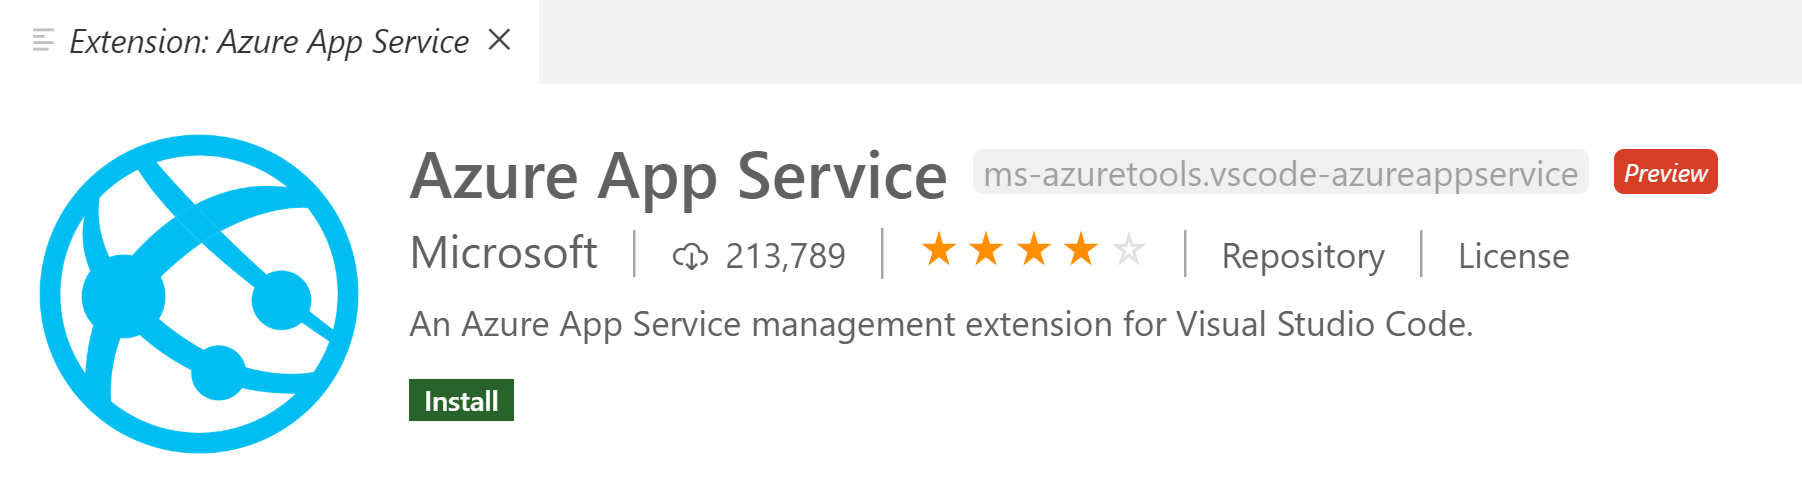 Extension: Azure App Service
Azure App Service ms-azuretools.vscode-azureappservice Preview
Microsoft 213,789 Repository License
An Azure App Service management extension for Visual Studio Code.
Install